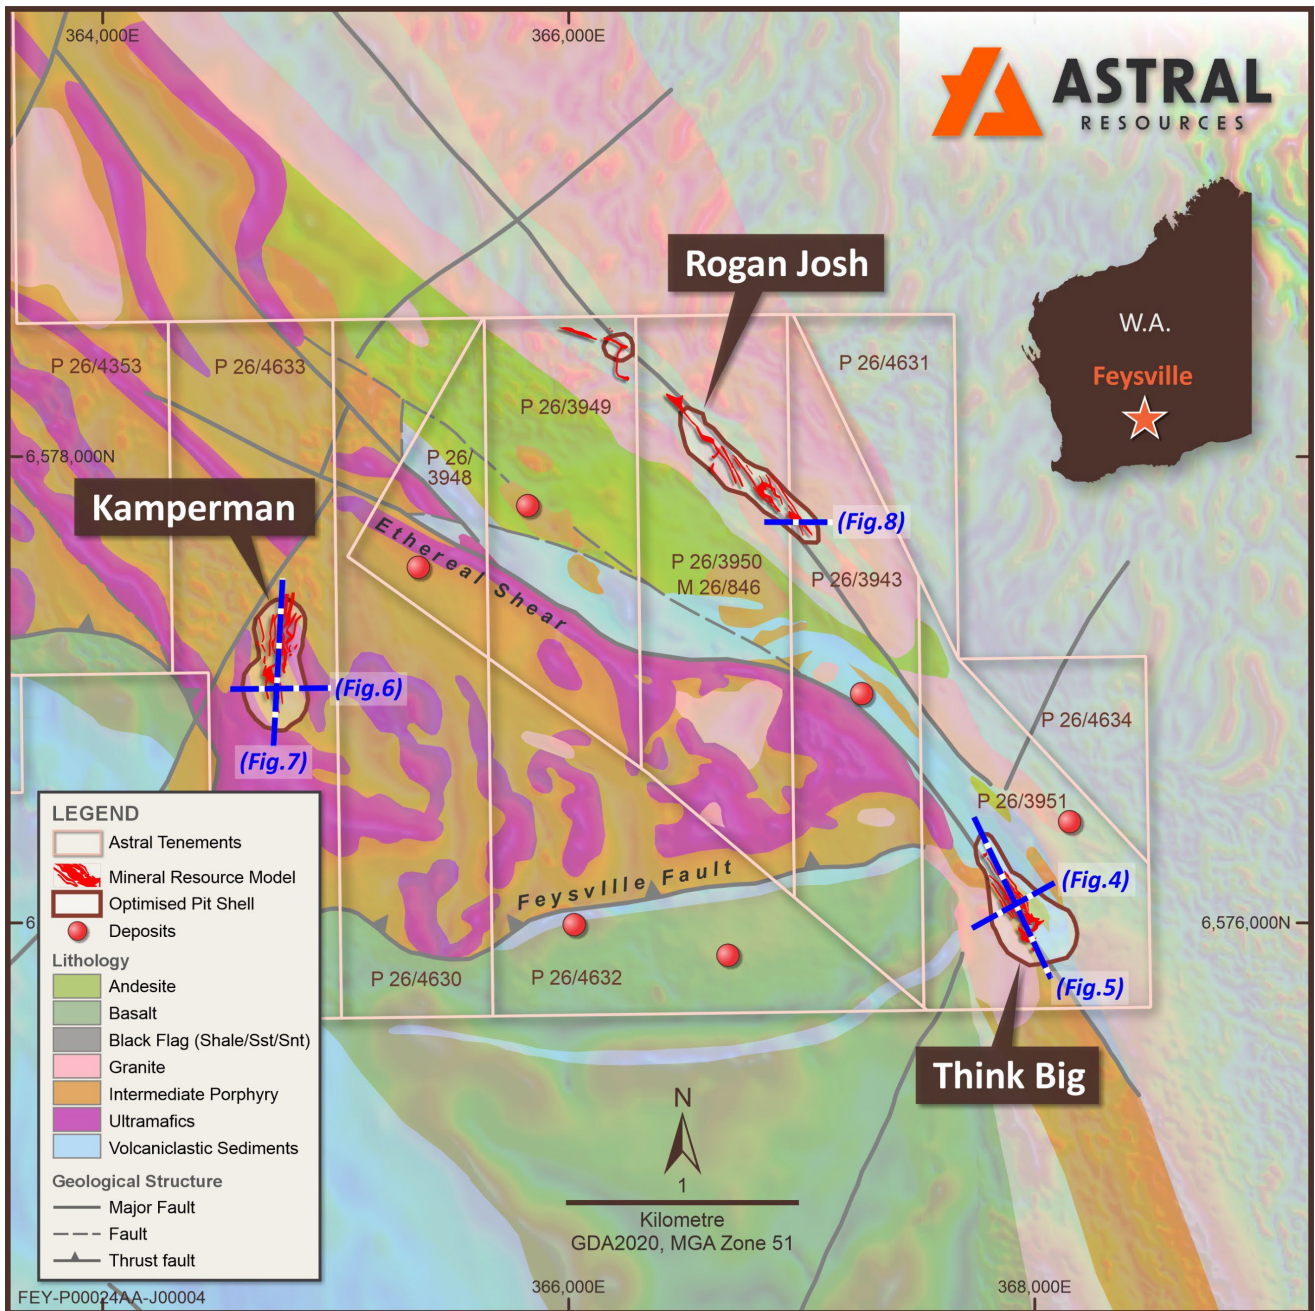 364,000E
366,000E
ASTRAL
RESOURCES
Rogan Josh
W.A.
Feysville
P 26/4353
P 26/4633
P 26/3949
P 26/4631
6,578,000N
P 26/
3948
Kamperman
(Fig.8)
Ethereal Shear
P 26/3950
M 26/846
P 26/3943
(Fig.6)
(Fig.7)
P 26/4634
P 26/3951
LEGEND
Astral Tenements
Mineral Resource Model
Optimised Pit Shell
Deposits
Lithology
Andesite
Basalt
Black Flag (Shale/Sst/Snt)
Granite
Intermediate Porphyry
Ultramafics
Volcaniclastic Sediments
Geological Structure
Major Fault
Fault
Thrust fault
Feysville Fault
(Fig.4)
6
6,576,000N
P 26/4630
P 26/4632
(Fig.5)
Think Big
N
1
Kilometre
GDA2020, MGA Zone 51
366,000E
368,000E
FEY-P00024AA-J00004